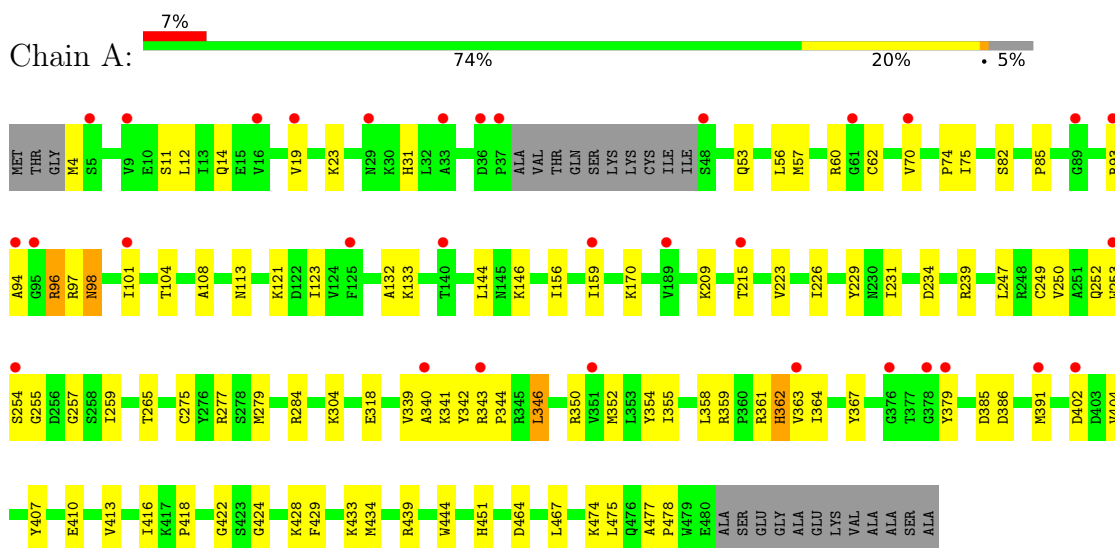 7%
Chain A:
74% 20% • 5%
MET THR GLY M4 S5 V9 E10 S11 L12 I13 Q14 E15 V16 V19 K23 N29 K30 H31 L32 A33 D36 P37 ALA VAL THR GLN SER LYS LYS CYS ILE ILE S48 Q53 L56 M57 R60 G61 C62 V70 P74 I75 S82 P85 G89 R93
A94 G95 R96 R97 N98 I101 T104 A108 N113 K121 D122 I123 V124 F125 A132 K133 T140 L144 N145 K146 I156 I159 K170 V189 K209 T215 V223 I226 Y229 N230 I231 D234 R239 L247 R248 C249 V250 A251 Q252 W253
S254 G255 D256 G257 S258 I259 T265 C275 Y276 R277 S278 M279 R284 K304 E318 V339 A340 K341 Y342 R343 P344 R345 L346 R350 V351 M352 L353 Y354 I355 L358 R359 P360 R361 H362 V363 I364 Y367 G376 T377 G378 Y379 D385 D386 M391 D402 D403 V404
Y407 E410 V413 I416 K417 P418 G422 S423 G424 K428 F429 K433 M434 R439 W444 H451 D464 L467 K474 L475 Q476 A477 P478 W479 E480 ALA SER GLU GLY ALA GLU LYS VAL ALA ALA SER ALA